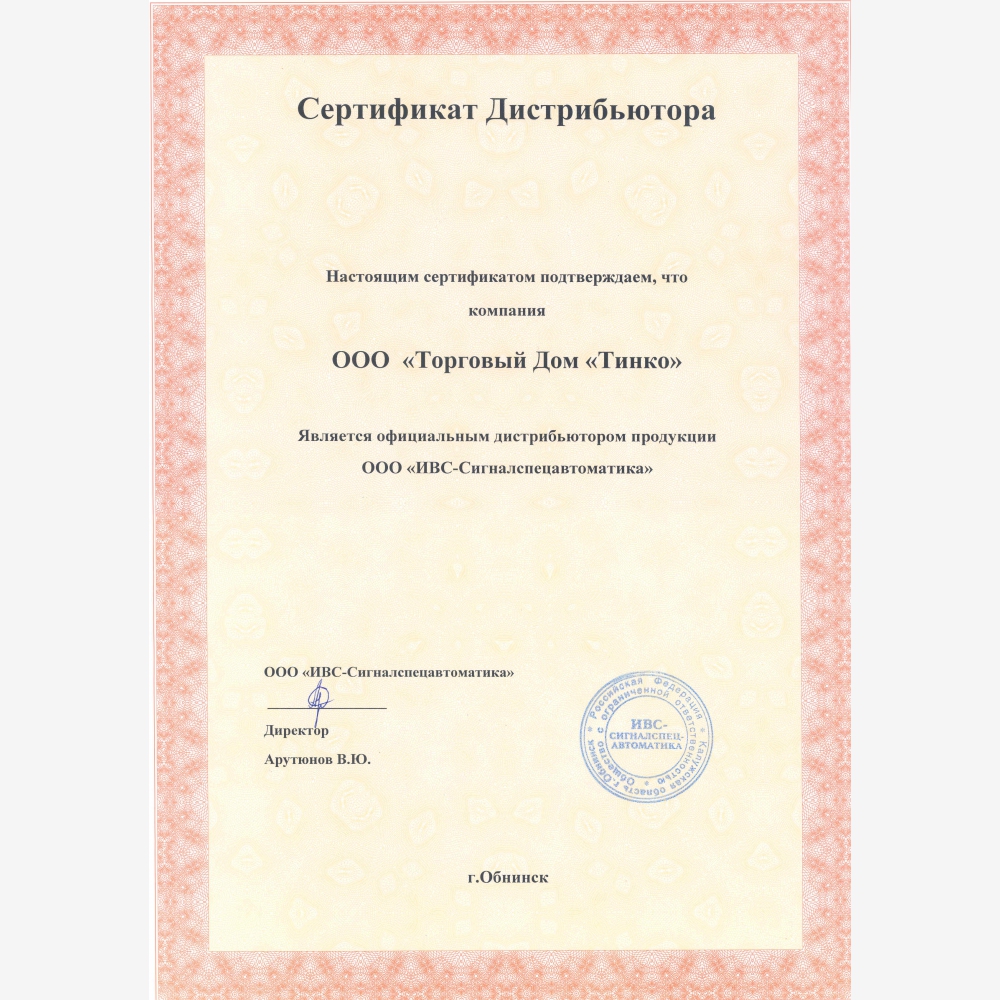 Сертификат Дистрибьютора
Настоящим сертификатом подтверждаем, что
компания
ООО «Торговый Дом «Тинко»
Является официальным дистрибьютором продукции
ООО «ИВС-Сигналспецавтоматика»
ООО «ИВС-Сигналспецавтоматика»
Директор
Арутюнов В.Ю.
Российская Федерация * Калужская область г.Обнинск *
Общество с ограниченной ответственностью *
ИВС-
СИГНАЛСПЕЦ-
АВТОМАТИКА
г.Обнинск